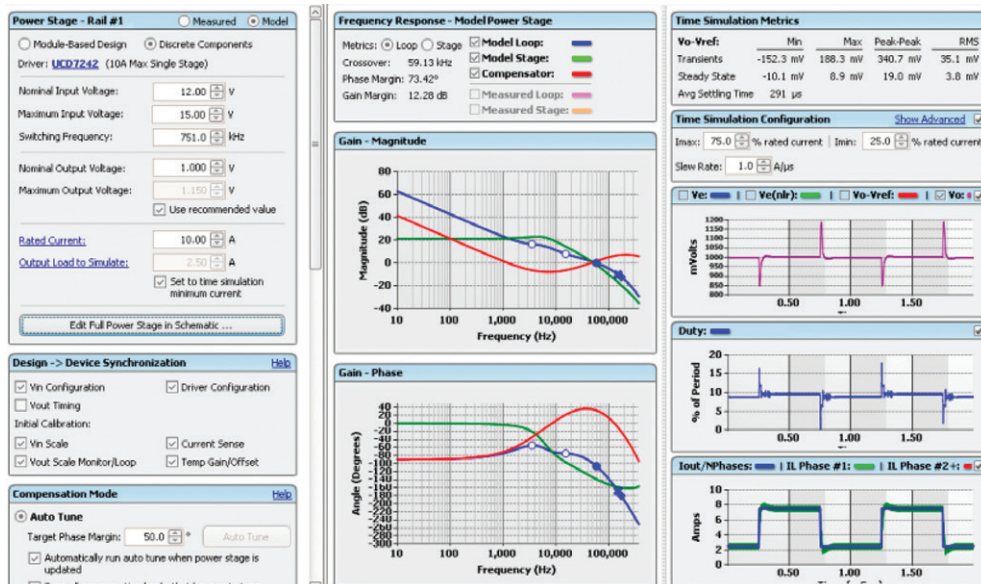 Power Stage - Rail #1
Measured
Model
Module-Based Design
Discrete Components
Driver: UCD7242 (10A Max Single Stage)
Nominal Input Voltage: 12.00 V
Maximum Input Voltage: 15.00 V
Switching Frequency: 751.0 kHz
Nominal Output Voltage: 1.000 V
Maximum Output Voltage: 1.150 V
Use recommended value
Rated Current: 10.00 A
Output Load to Simulate: 2.50 A
Set to time simulation
minimum current
Edit Full Power Stage in Schematic ...
Design -> Device Synchronization
Help
Vin Configuration
Driver Configuration
Vout Timing
Initial Calibration:
Vin Scale
Current Sense
Vout Scale Monitor/Loop
Temp Gain/Offset
Compensation Mode
Help
Auto Tune
Target Phase Margin: 50.0 °
Auto Tune
Automatically run auto tune when power stage is
updated
Frequency Response - Model Power Stage
Metrics: Loop Stage
Crossover: 59.13 kHz
Phase Margin: 73.42°
Gain Margin: 12.28 dB
Model Loop:
Model Stage:
Compensator:
Measured Loop:
Measured Stage:
Gain - Magnitude
Magnitude (dB)
80
60
40
20
0
-20
-40
10 100 1,000 10,000 100,000
Frequency (Hz)
Gain - Phase
Angle (Degrees)
40
20
0
-20
-40
-60
-80
-100
-120
-140
-160
-180
-200
-220
-240
-260
-280
-300
10 100 1,000 10,000 100,000
Frequency (Hz)
Time Simulation Metrics
Vo-Vref: Min Max Peak-Peak RMS
Transients -152.3 mV 188.3 mV 340.7 mV 35.1 mV
Steady State -10.1 mV 8.9 mV 19.0 mV 3.8 mV
Avg Settling Time 291 µs
Time Simulation Configuration
Show Advanced
Imax: 75.0 % rated current | Imin: 25.0 % rated current
Slew Rate: 1.0 A/µs
Ve: | Ve(nlr): | Vo-Vref: | Vo:
mVolts
1200
1150
1100
1050
1000
950
900
850
800
0.50 1.00 1.50
Duty:
% of Period
20
15
10
5
0
0.50 1.00 1.50
Iout/NPhases: | IL Phase #1: | IL Phase #2+:
Amps
10
8
6
4
2
0
0.50 1.00 1.50